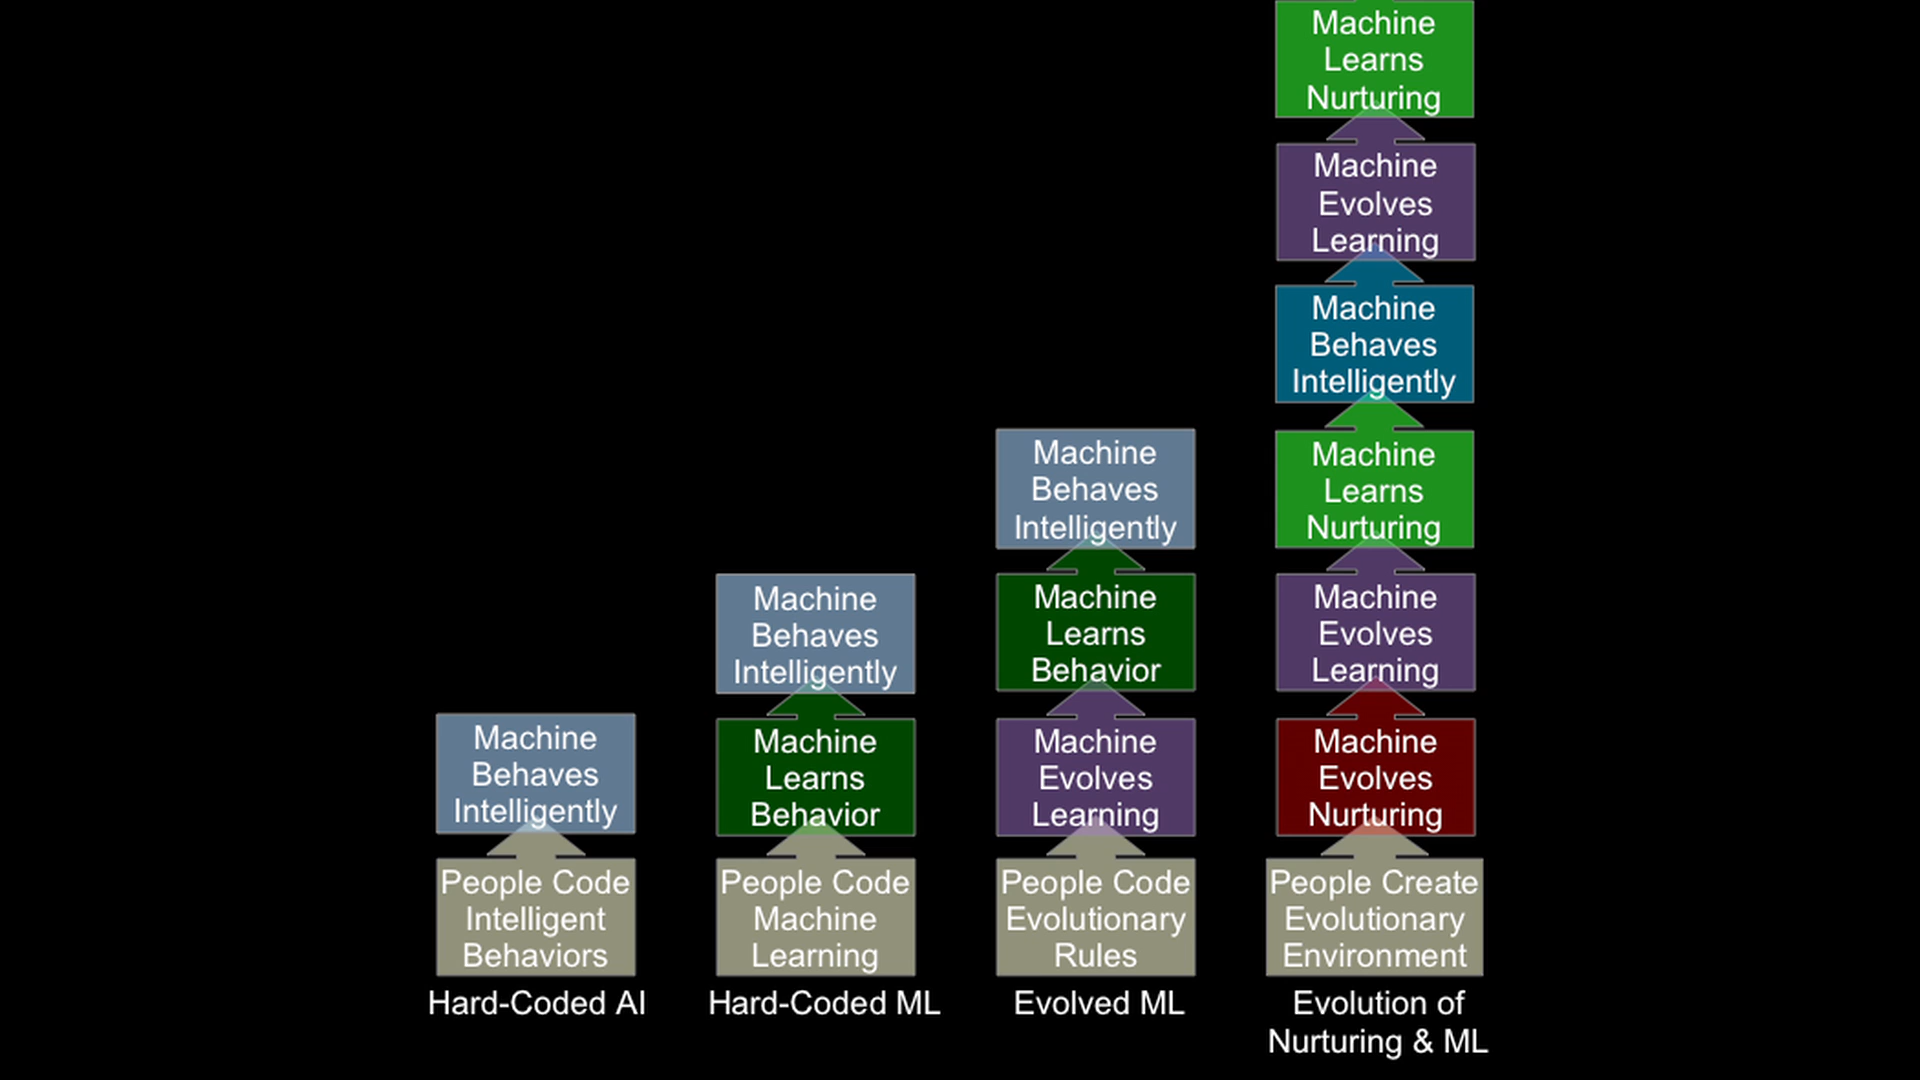 Machine
Behaves
Intelligently
People Code
Intelligent
Behaviors
Hard-Coded AI
Machine
Behaves
Intelligently
Machine
Learns
Behavior
People Code
Machine
Learning
Hard-Coded ML
Machine
Behaves
Intelligently
Machine
Learns
Behavior
Machine
Evolves
Learning
People Code
Evolutionary
Rules
Evolved ML
Machine
Learns
Nurturing
Machine
Evolves
Learning
Machine
Behaves
Intelligently
Machine
Learns
Nurturing
Machine
Evolves
Learning
Machine
Evolves
Nurturing
People Create
Evolutionary
Environment
Evolution of
Nurturing & ML